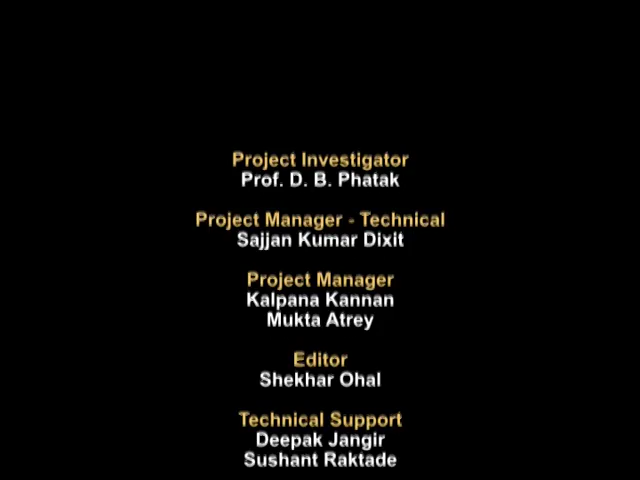 Project Investigator
Prof. D. B. Phatak
Project Manager - Technical
Sajjan Kumar Dixit
Project Manager
Kalpana Kannan
Mukta Atrey
Editor
Shekhar Ohal
Technical Support
Deepak Jangir
Sushant Raktade